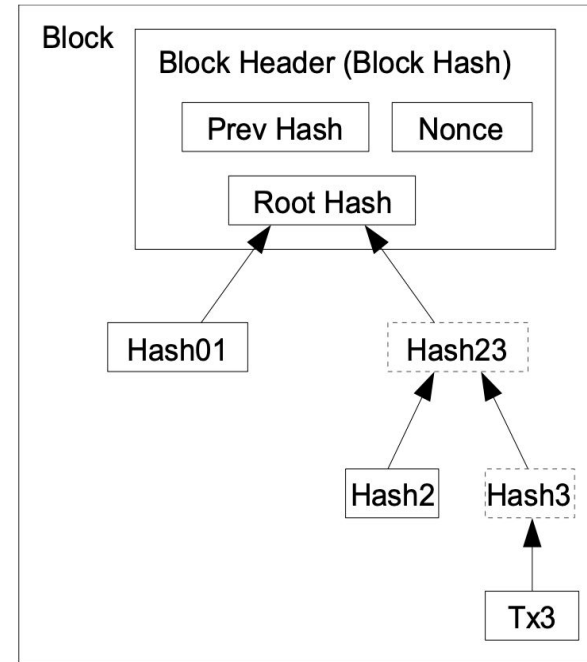 Block
Block Header (Block Hash)
Prev Hash
Nonce
Root Hash
Hash01
Hash23
Hash2
Hash3
Tx3